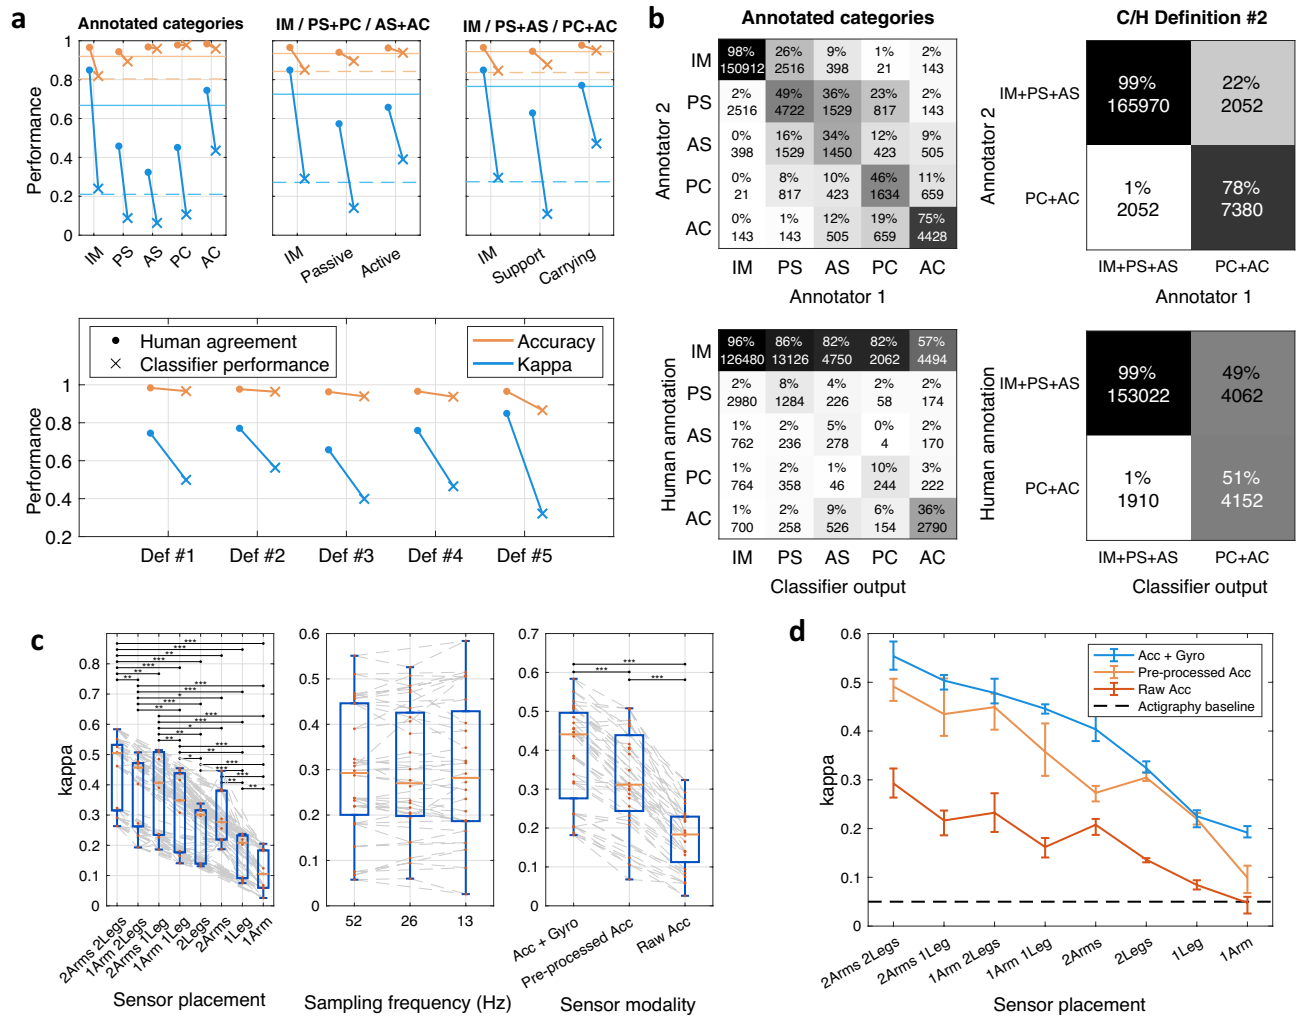 a
Annotated categories
IM / PS+PC / AS+AC
IM / PS+AS / PC+AC
Performance
1
0.8
0.6
0.4
0.2
0
IM PS AS PC AC
IM Passive Active
IM Support Carrying
Human agreement
Classifier performance
Accuracy
Kappa
Performance
1
0.8
0.6
0.4
0.2
Def #1 Def #2 Def #3 Def #4 Def #5
b
Annotated categories
Annotator 2
IM 98% 26% 9% 1% 2%
150912 2516 398 21 143
PS 2% 49% 36% 23% 2%
2516 4722 1529 817 143
AS 0% 16% 34% 12% 9%
398 1529 1450 423 505
PC 0% 8% 10% 46% 11%
21 817 423 1634 659
AC 0% 1% 12% 19% 75%
143 143 505 659 4428
IM PS AS PC AC
Annotator 1
C/H Definition #2
Annotator 2
IM+PS+AS 99% 22%
165970 2052
PC+AC 1% 78%
2052 7380
IM+PS+AS PC+AC
Annotator 1
Human annotation
IM 96% 86% 82% 82% 57%
126480 13126 4750 2062 4494
PS 2% 8% 4% 2% 2%
2980 1284 226 58 174
AS 1% 2% 5% 0% 2%
762 236 278 4 170
PC 1% 2% 1% 10% 3%
764 358 46 244 222
AC 1% 2% 9% 6% 36%
700 258 526 154 2790
IM PS AS PC AC
Classifier output
Human annotation
IM+PS+AS 99% 49%
153022 4062
PC+AC 1% 51%
1910 4152
IM+PS+AS PC+AC
Classifier output
c
kappa
0.8
0.7
0.6
0.5
0.4
0.3
0.2
0.1
0
2Arms 2Legs
1Arm 2Legs
2Arms 1Leg
1Arm 1Leg
2Legs
2Arms
1Leg
1Arm
Sensor placement
0.6
0.5
0.4
0.3
0.2
0.1
0
52 26 13
Sampling frequency (Hz)
0.7
0.6
0.5
0.4
0.3
0.2
0.1
0
*** *** ***
Acc + Gyro
Pre-processed Acc
Raw Acc
Sensor modality
d
kappa
0.6
0.5
0.4
0.3
0.2
0.1
0
Acc + Gyro
Pre-processed Acc
Raw Acc
Actigraphy baseline
2Arms 2Legs
2Arms 1Leg
1Arm 2Legs
1Arm 1Leg
2Arms
2Legs
1Leg
1Arm
Sensor placement